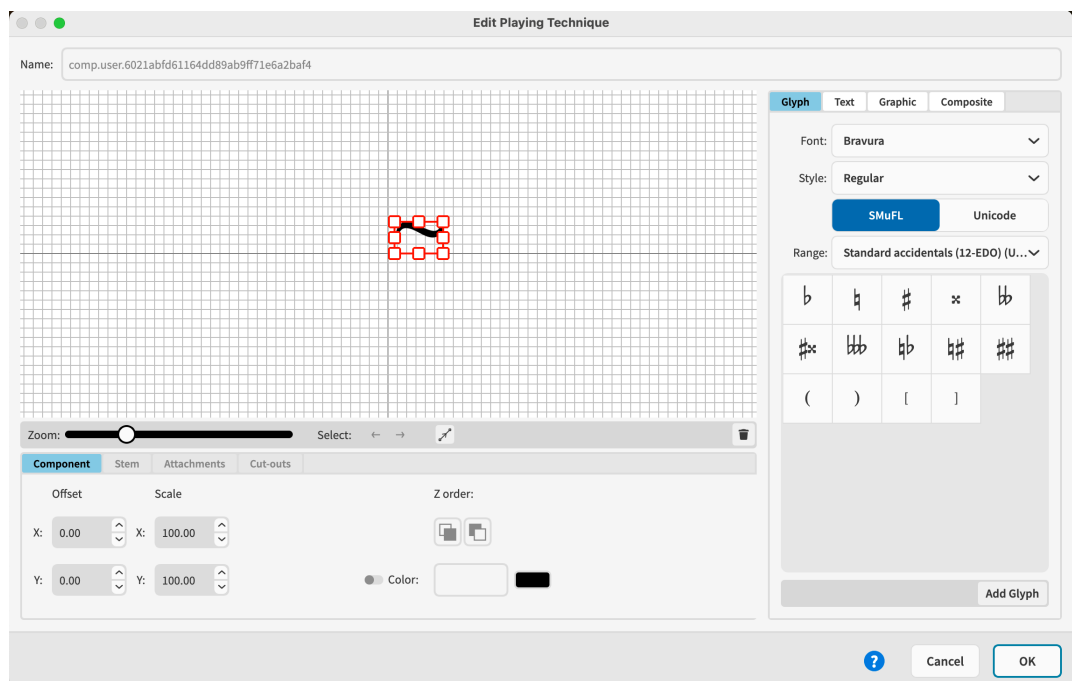 Edit Playing Technique
Name: comp.user.6021abfd61164dd89ab9ff71e6a2baf4
Glyph Text Graphic Composite
Font: Bravura
Style: Regular
SMuFL Unicode
Range: Standard accidentals (12-EDO) (U...
Zoom: Select:
Component Stem Attachments Cut-outs
Offset Scale Z order:
X: 0.00 X: 100.00
Y: 0.00 Y: 100.00 Color:
Add Glyph
? Cancel OK